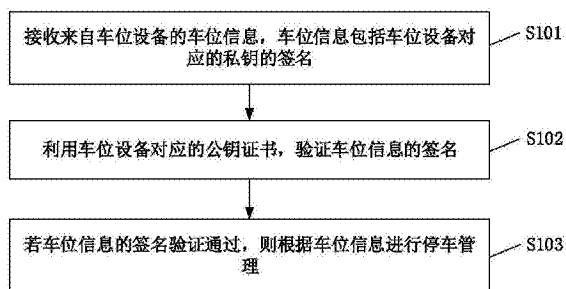 接收来自车位设备的车位信息，车位信息包括车位设备对
应的私钥的签名
S101
利用车位设备对应的公钥证书，验证车位信息的签名
S102
若车位信息的签名验证通过，则根据车位信息进行停车管
理
S103